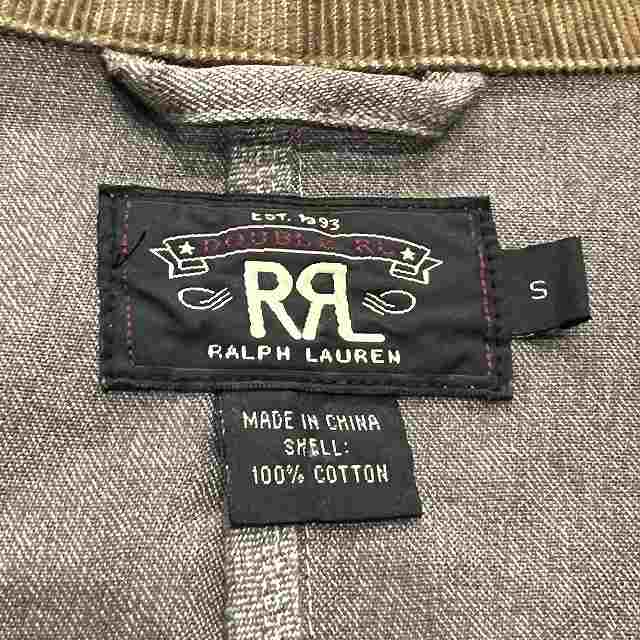 EST. 1993
DOUBLE RL
RRL
RALPH LAUREN
S
MADE IN CHINA
SHELL:
100% COTTON